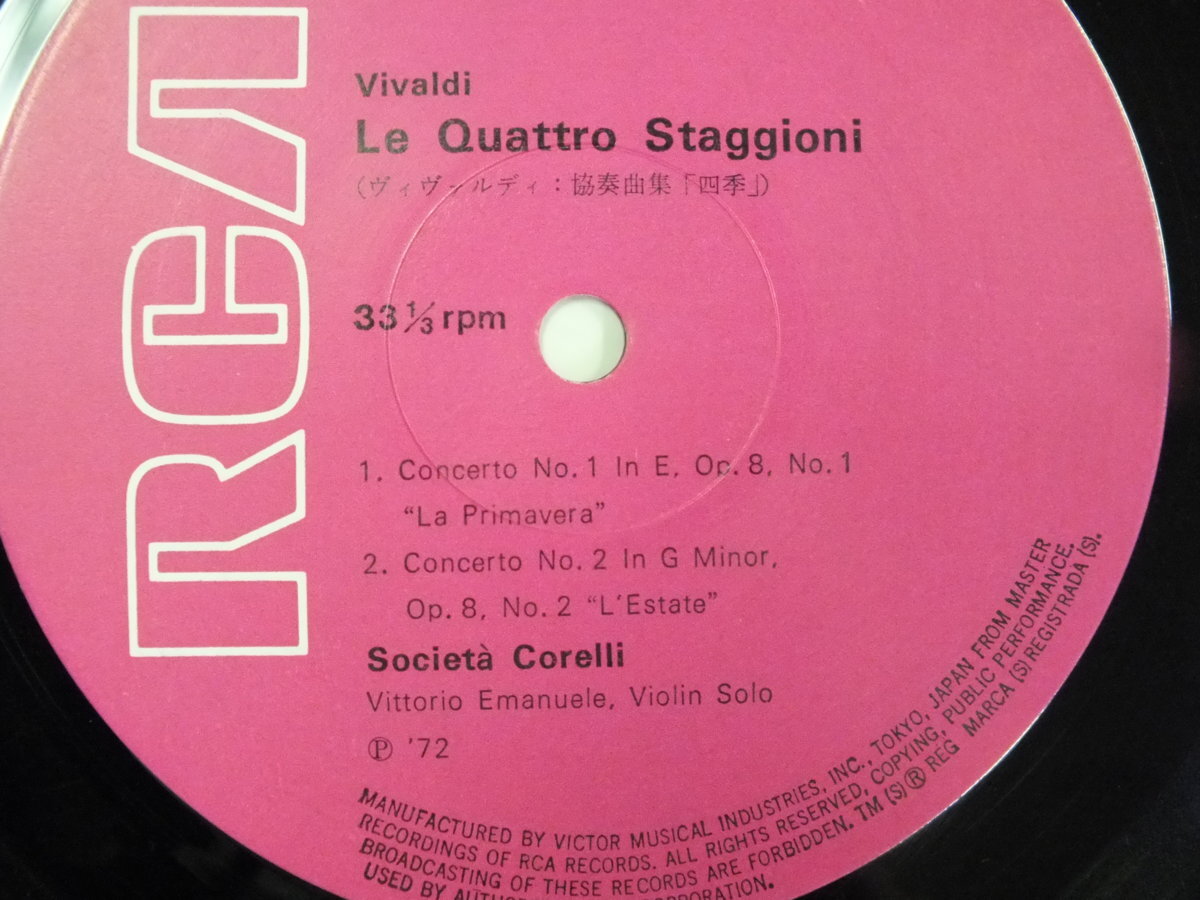 RCA
Vivaldi
Le Quattro Staggioni
(ヴィヴァルディ：協奏曲集「四季」)
33 1/3 rpm
1. Concerto No. 1 In E, Op. 8, No. 1
“La Primavera”
2. Concerto No. 2 In G Minor,
Op. 8, No. 2 “L'Estate”
Società Corelli
Vittorio Emanuele, Violin Solo
Ⓟ '72
MANUFACTURED BY VICTOR MUSICAL INDUSTRIES, INC., TOKYO, JAPAN FROM MASTER
RECORDINGS OF RCA RECORDS. ALL RIGHTS RESERVED, COPYING, PUBLIC PERFORMANCE,
BROADCASTING OF THESE RECORDS ARE FORBIDDEN. TM (S) ® REG MARCA (S) REGISTRADA (S).
USED BY